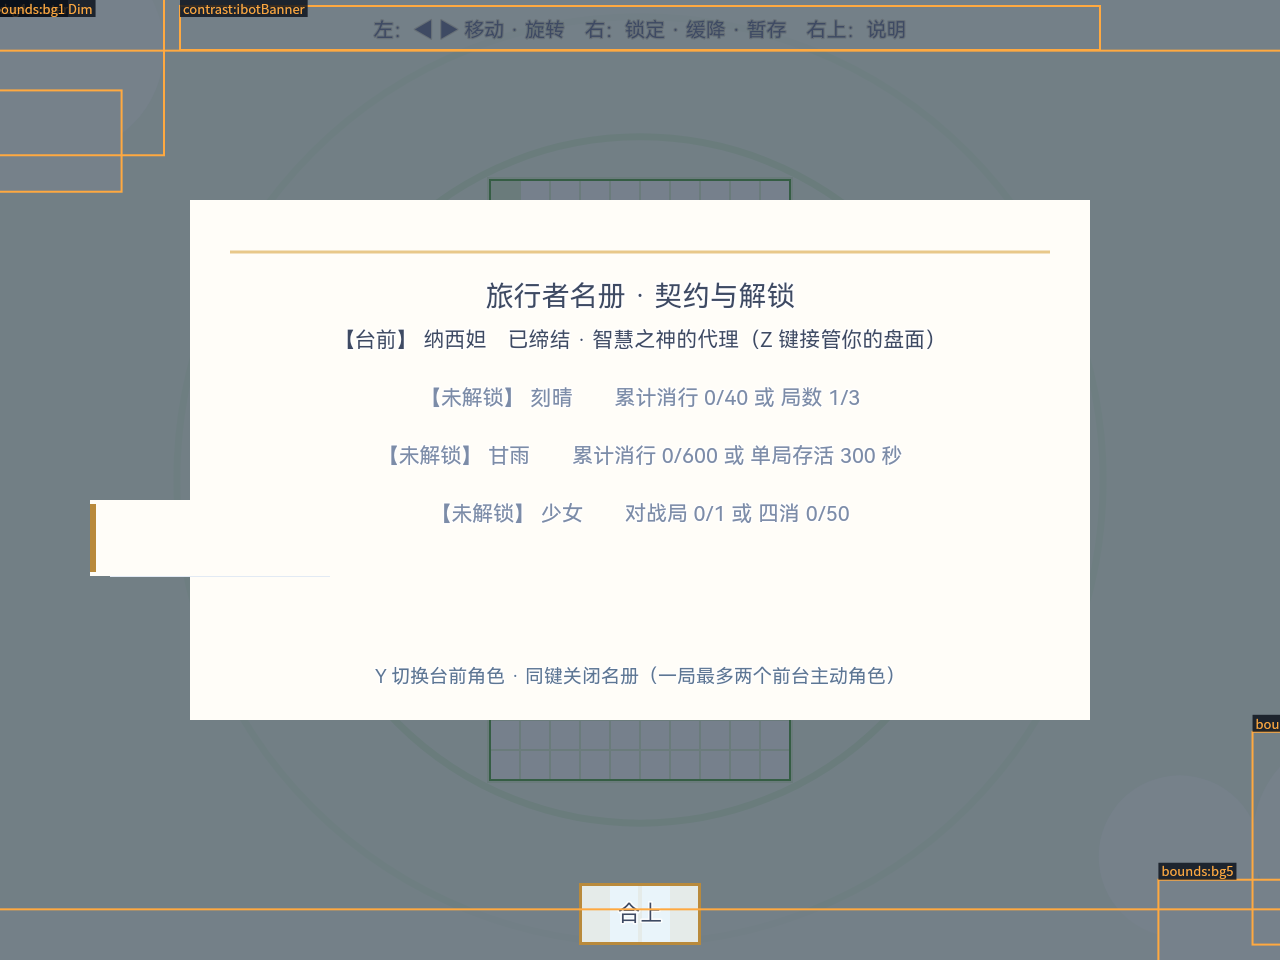 ounds:bg1 Dim
contrast:ibotBanner
左：◀ ▶ 移动 · 旋转　右：锁定 · 缓降 · 暂存　右上：说明
旅行者名册 · 契约与解锁
【台前】 纳西妲　已缔结 · 智慧之神的代理（Z 键接管你的盘面）
【未解锁】 刻晴　　累计消行 0/40 或 局数 1/3
【未解锁】 甘雨　　累计消行 0/600 或 单局存活 300 秒
【未解锁】 少女　　对战局 0/1 或 四消 0/50
Y 切换台前角色 · 同键关闭名册（一局最多两个前台主动角色）
bou
bounds:bg5
合上